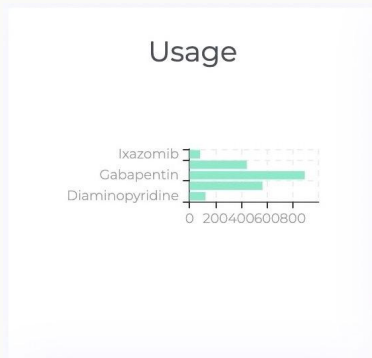 Usage
Ixazomib
Gabapentin
Diaminopyridine
0 200400600800